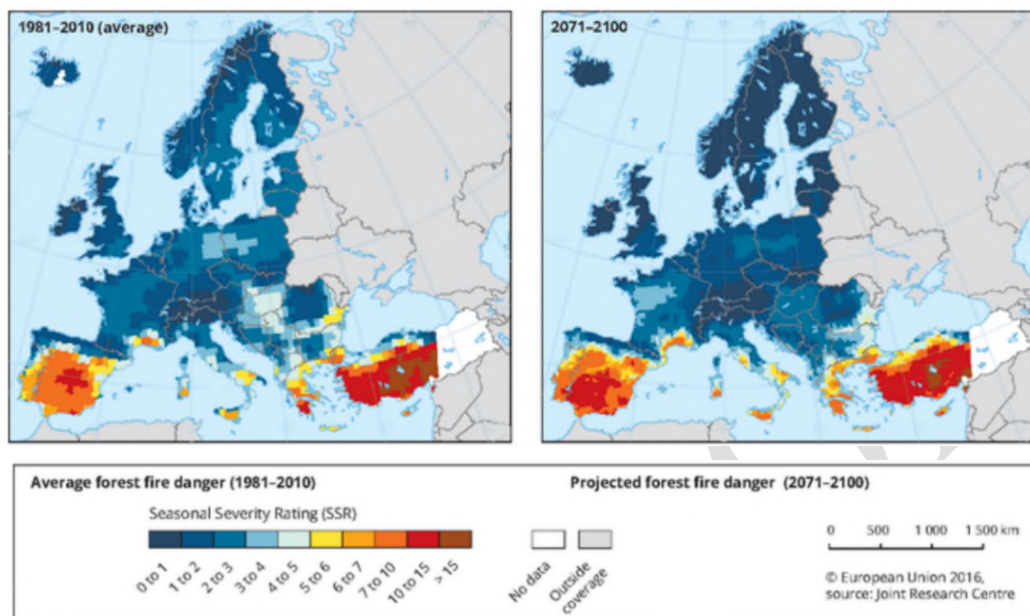 1981–2010 (average)
2071–2100
Average forest fire danger (1981–2010)
Projected forest fire danger (2071–2100)
Seasonal Severity Rating (SSR)
0 to 1
1 to 2
2 to 3
3 to 4
4 to 5
5 to 6
6 to 7
7 to 10
10 to 15
> 15
No data
Outside
coverage
0 500 1 000 1 500 km
© European Union 2016,
source: Joint Research Centre